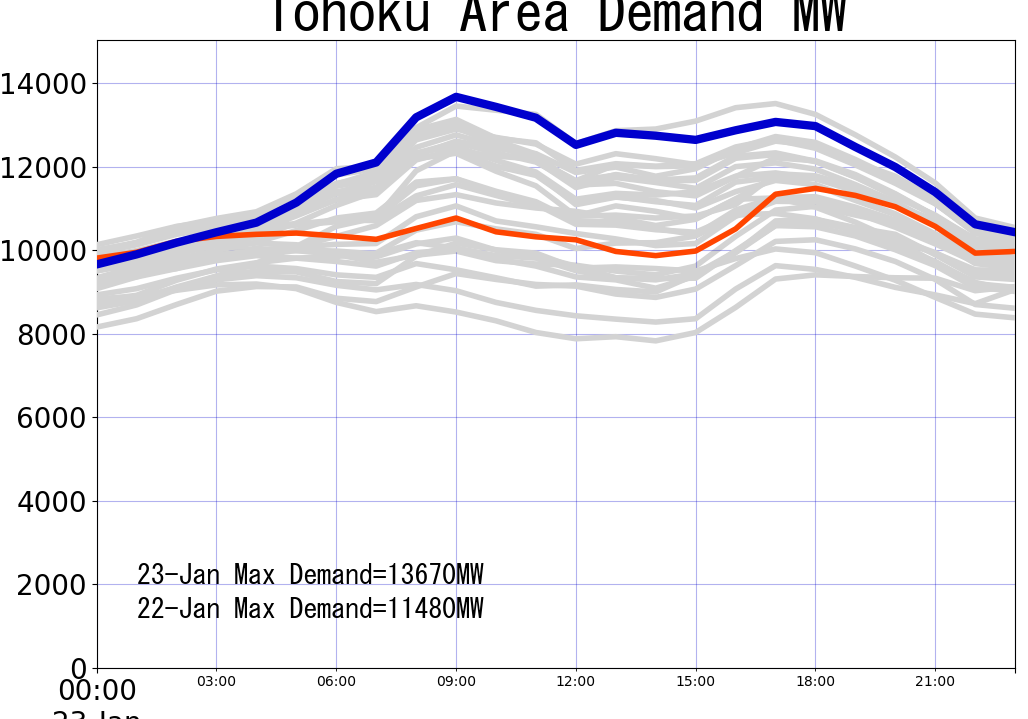 Tohoku Area Demand MW
14000
12000
10000
8000
6000
4000
2000
0
23-Jan Max Demand=13670MW
22-Jan Max Demand=11480MW
00:00 03:00 06:00 09:00 12:00 15:00 18:00 21:00
23-Jan